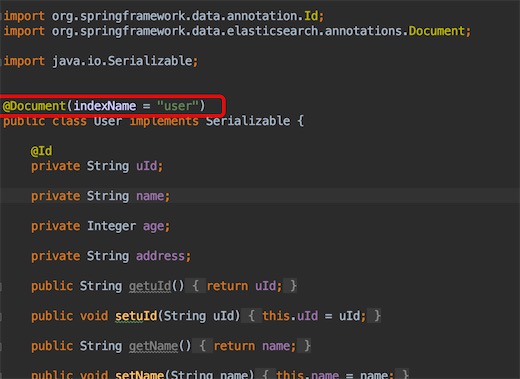 import org.springframework.data.annotation.Id;
import org.springframework.data.elasticsearch.annotations.Document;
import java.io.Serializable;
@Document(indexName = "user")
public class User implements Serializable {
@Id
private String uId;
private String name;
private Integer age;
private String address;
public String getuId() { return uId; }
public void setuId(String uId) { this.uId = uId; }
public String getName() { return name; }
public void setName(String name) { this.name = name; }